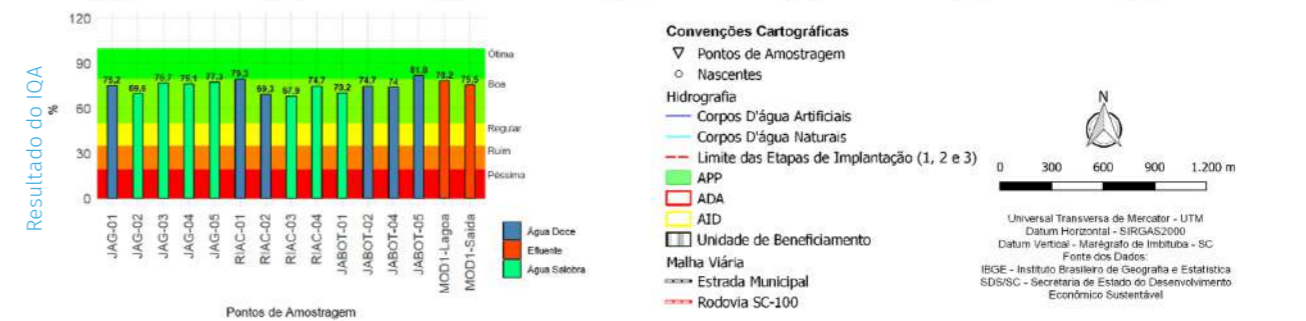 Resultado do IQA
%
120
90
60
30
0
75,2
69,6
76,7
76,1
77,3
79,3
69,3
67,9
74,7
70,2
74,7
74
81,8
78,2
75,5
Ótima
Boa
Regular
Ruim
Péssima
JAG-01
JAG-02
JAG-03
JAG-04
JAG-05
RIAC-01
RIAC-02
RIAC-03
RIAC-04
JABOT-01
JABOT-02
JABOT-04
JABOT-05
MOD1-Lagoa
MOD1-Saída
Pontos de Amostragem
Água Doce
Efluente
Água Salobra
Convenções Cartográficas
Pontos de Amostragem
Nascentes
Hidrografia
Corpos D'água Artificiais
Corpos D'água Naturais
Limite das Etapas de Implantação (1, 2 e 3)
APP
ADA
AID
Unidade de Beneficiamento
Malha Viária
Estrada Municipal
Rodovia SC-100
N
0 300 600 900 1.200 m
Universal Transversa de Mercator - UTM
Datum Horizontal - SIRGAS2000
Datum Vertical - Marégrafo de Imbituba - SC
Fonte dos Dados:
IBGE - Instituto Brasileiro de Geografia e Estatística
SDS/SC - Secretaria de Estado do Desenvolvimento
Econômico Sustentável